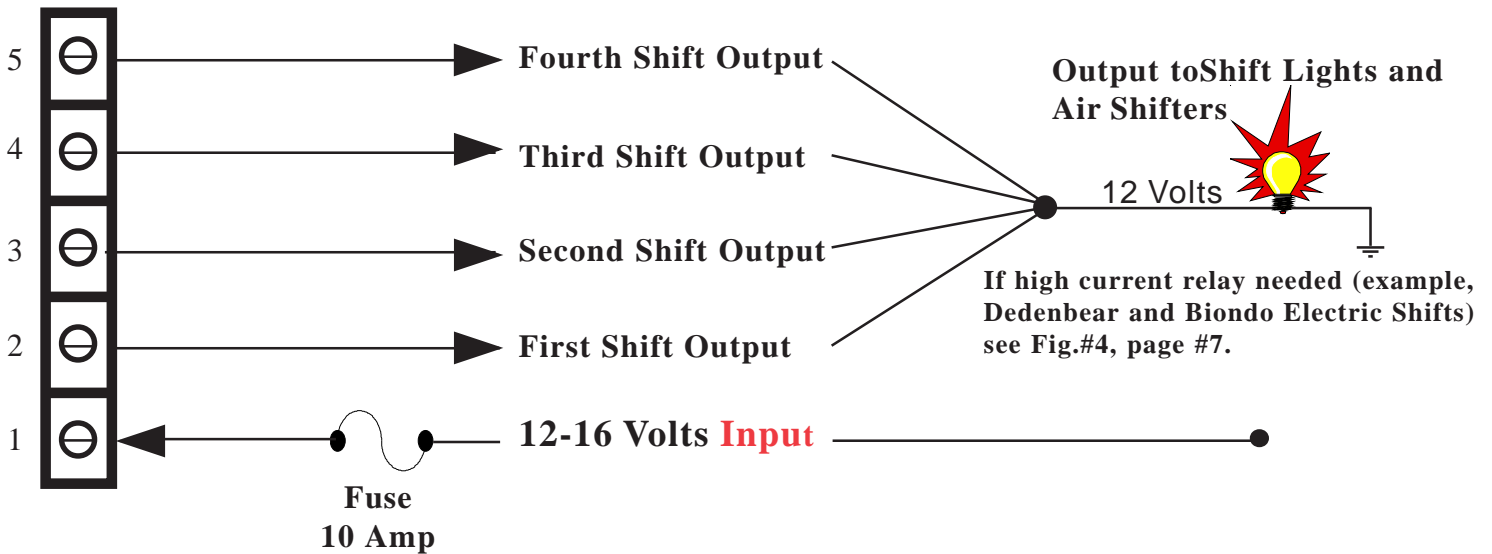 5
Fourth Shift Output
Output toShift Lights and
Air Shifters
4
Third Shift Output
12 Volts
3
Second Shift Output
If high current relay needed (example,
Dedenbear and Biondo Electric Shifts)
see Fig.#4, page #7.
2
First Shift Output
1
12-16 Volts Input
Fuse
10 Amp